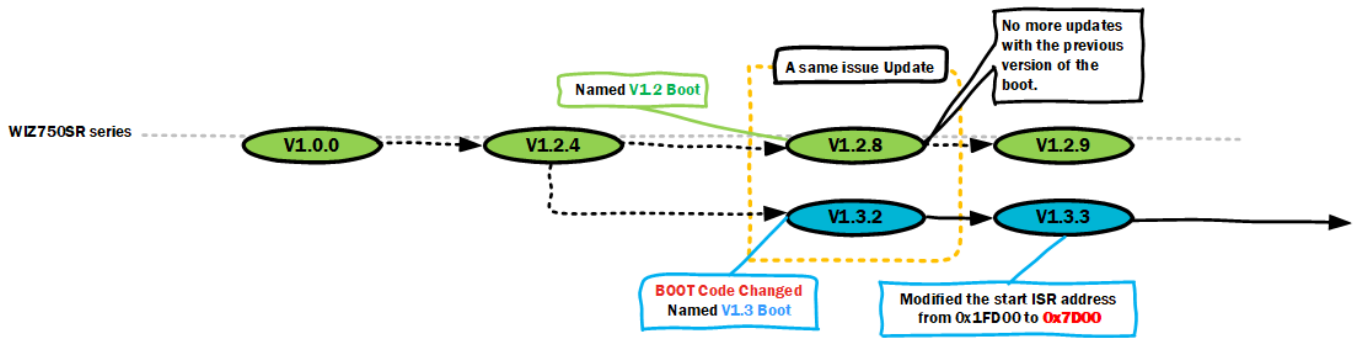 No more updates
with the previous
version of the
boot.
A same issue Update
Named V1.2 Boot
WIZ750SR series
V1.0.0
V1.2.4
V1.2.8
V1.2.9
V1.3.2
V1.3.3
BOOT Code Changed
Named V1.3 Boot
Modified the start ISR address
from 0x1FD00 to 0x7D00